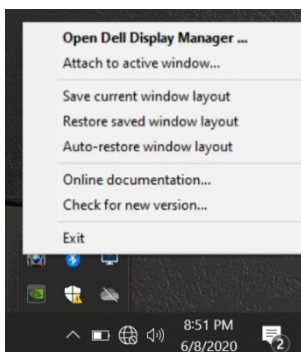 Open Dell Display Manager ...
Attach to active window...
Save current window layout
Restore saved window layout
Auto-restore window layout
Online documentation...
Check for new version...
Exit
8:51 PM
6/8/2020
2